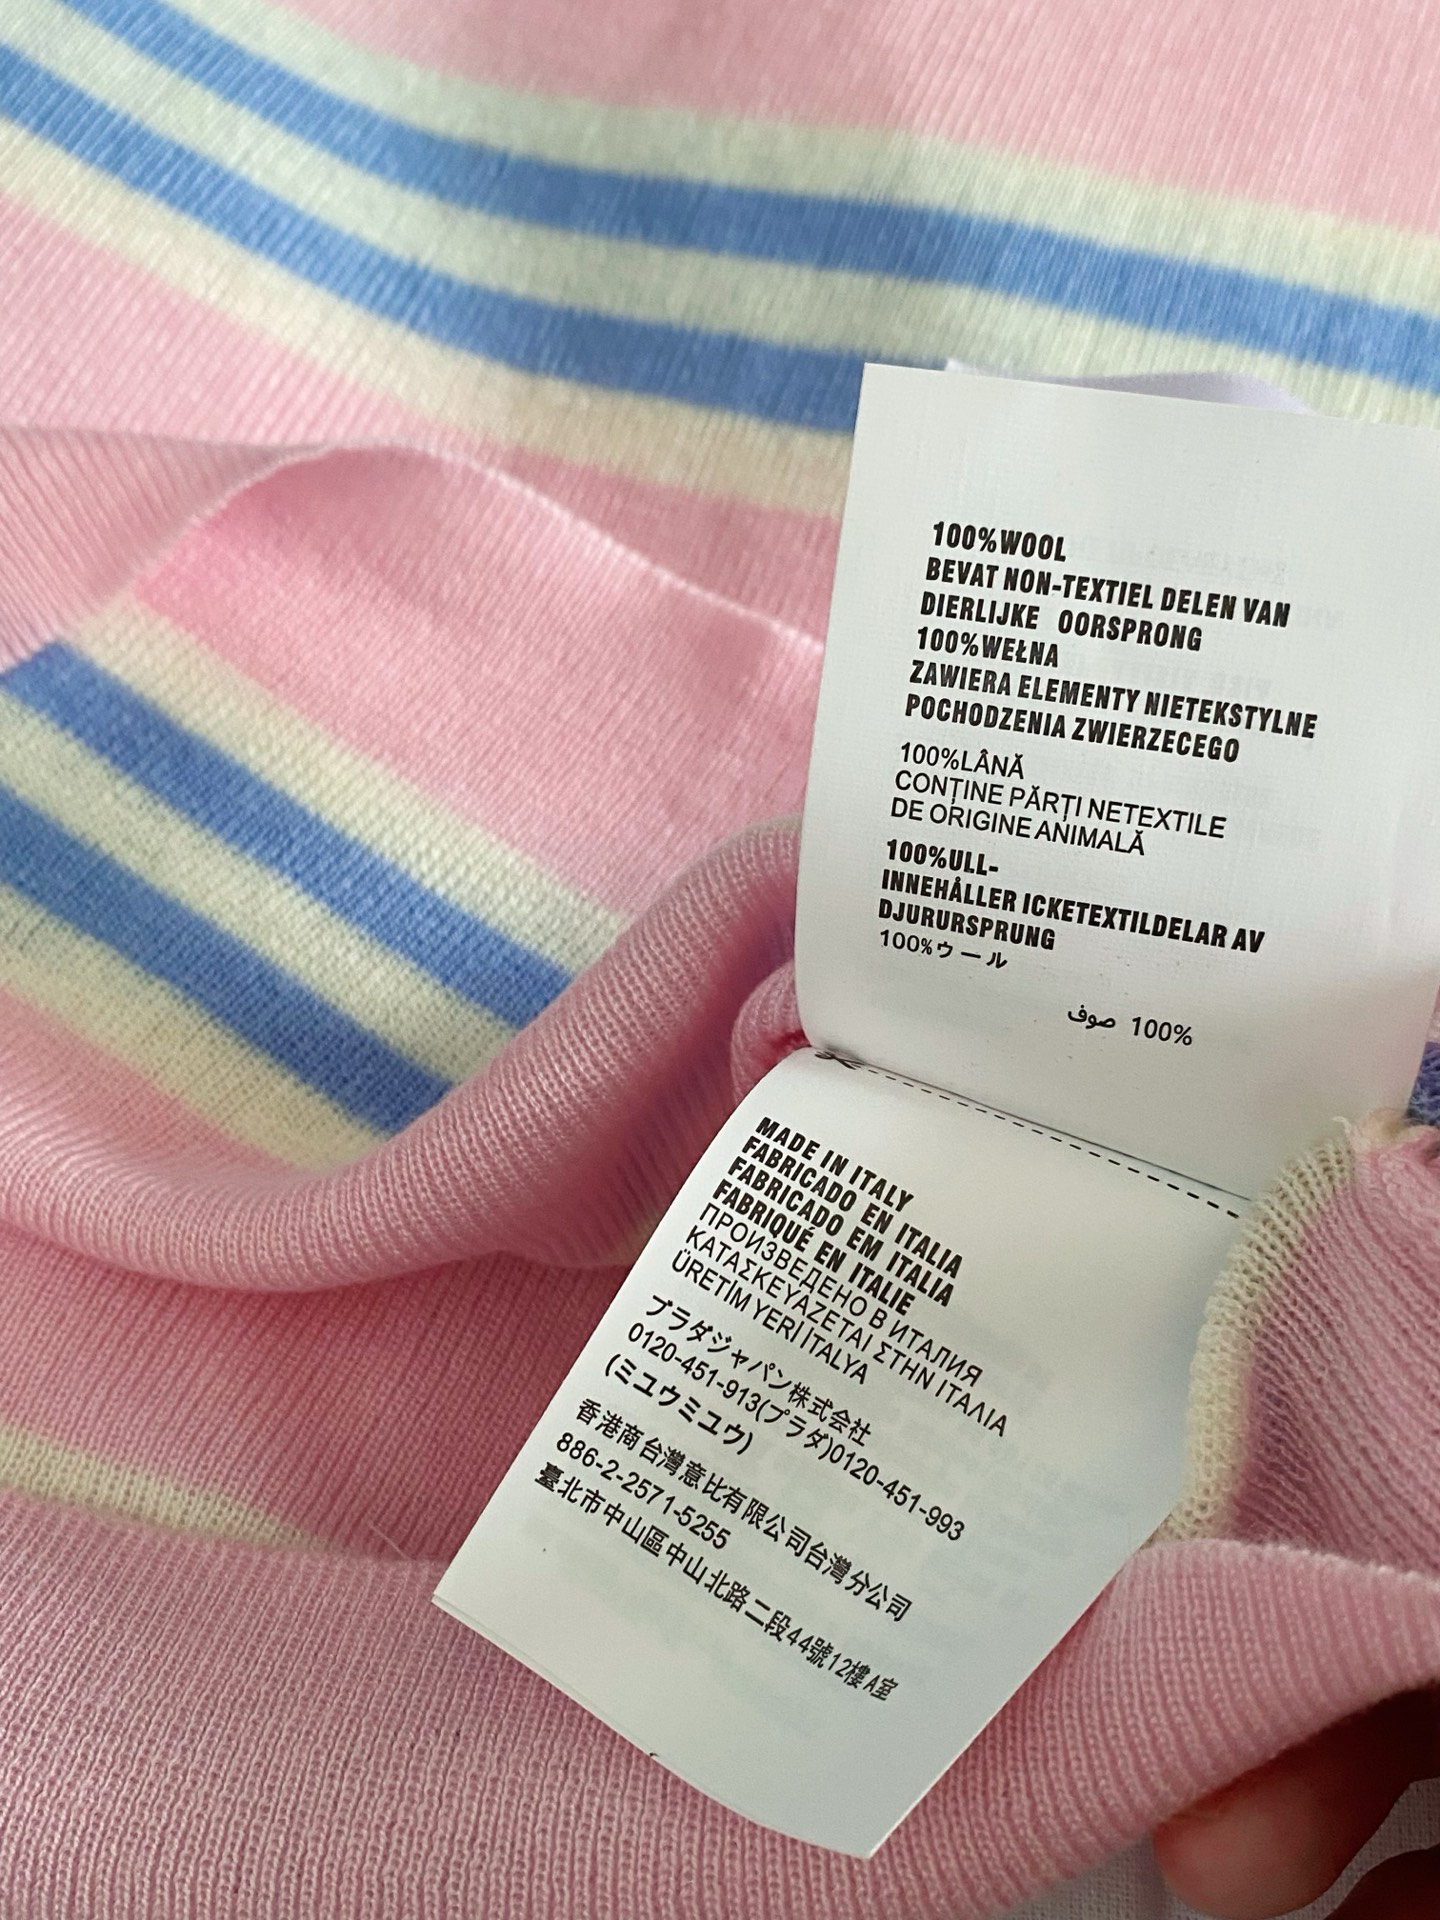 100%WOOL
BEVAT NON-TEXTIEL DELEN VAN
DIERLIJKE OORSPRONG
100%WEŁNA
ZAWIERA ELEMENTY NIETEKSTYLNE
POCHODZENIA ZWIERZECEGO
100%LÂNĂ
CONȚINE PĂRȚI NETEXTILE
DE ORIGINE ANIMALĂ
100%ULL-
INNEHÅLLER ICKETEXTILDELAR AV
DJURURSPRUNG
100%ウール
100% صوف
MADE IN ITALY
FABRICADO EN ITALIA
FABRICADO EM ITALIA
FABRIQUÉ EN ITALIE
ПРОИЗВЕДЕНО В ИТАЛИЯ
ΚΑΤΑΣΚΕΥΑΖΕΤΑΙ ΣΤΗΝ ΙΤΑΛΙΑ
ÜRETİM YERI İTALYA
プラダジャパン株式会社
0120-451-913(プラダ)0120-451-993
(ミユウミユウ)
香港商台灣意比有限公司台灣分公司
886-2-2571-5255
臺北市中山區中山北路二段44號12樓A室